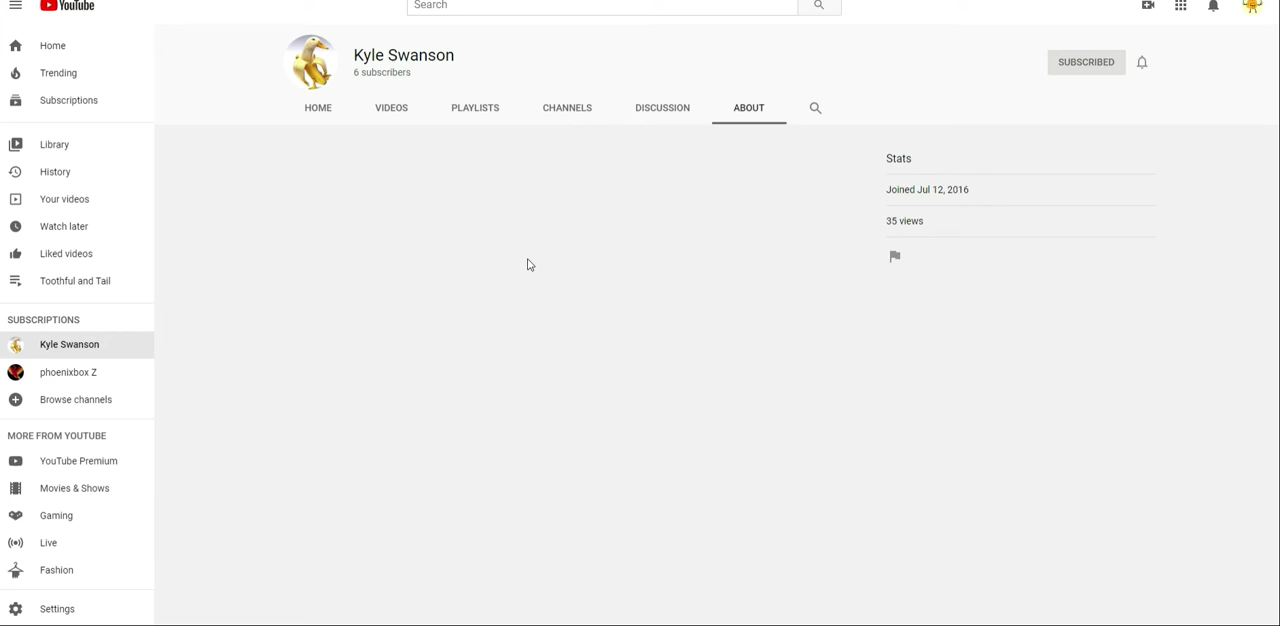 YouTube
Search
Home
Trending
Subscriptions
Library
History
Your videos
Watch later
Liked videos
Toothful and Tail
SUBSCRIPTIONS
Kyle Swanson
phoenixbox Z
Browse channels
MORE FROM YOUTUBE
YouTube Premium
Movies & Shows
Gaming
Live
Fashion
Settings
Kyle Swanson
6 subscribers
SUBSCRIBED
HOME VIDEOS PLAYLISTS CHANNELS DISCUSSION ABOUT
Stats
Joined Jul 12, 2016
35 views